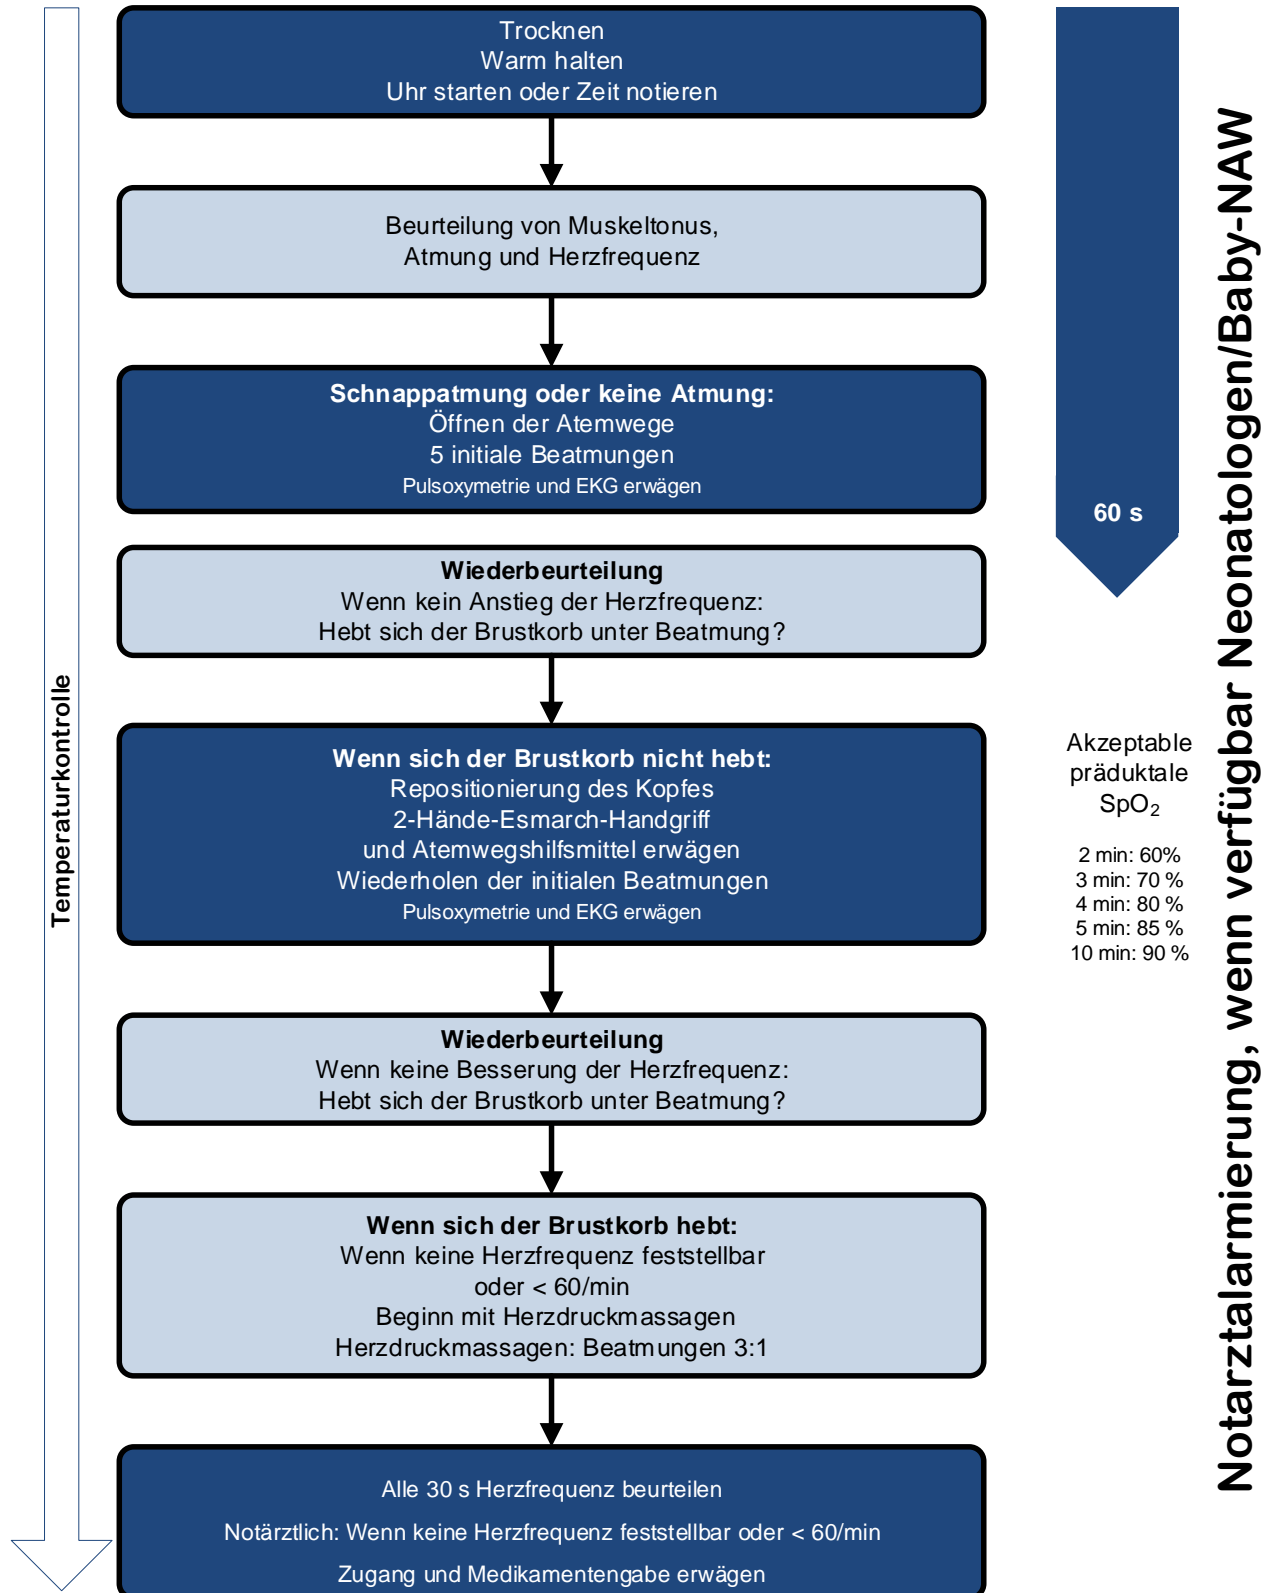 Trocknen
Warm halten
Uhr starten oder Zeit notieren
Beurteilung von Muskeltonus,
Atmung und Herzfrequenz
Schnappatmung oder keine Atmung:
Öffnen der Atemwege
5 initiale Beatmungen
Pulsoxymetrie und EKG erwägen
60 s
Wiederbeurteilung
Wenn kein Anstieg der Herzfrequenz:
Hebt sich der Brustkorb unter Beatmung?
Wenn sich der Brustkorb nicht hebt:
Repositionierung des Kopfes
2-Hände-Esmarch-Handgriff
und Atemwegshilfsmittel erwägen
Wiederholen der initialen Beatmungen
Pulsoxymetrie und EKG erwägen
Akzeptable
präduktale
SpO₂
2 min: 60%
3 min: 70 %
4 min: 80 %
5 min: 85 %
10 min: 90 %
Wiederbeurteilung
Wenn keine Besserung der Herzfrequenz:
Hebt sich der Brustkorb unter Beatmung?
Wenn sich der Brustkorb hebt:
Wenn keine Herzfrequenz feststellbar
oder < 60/min
Beginn mit Herzdruckmassagen
Herzdruckmassagen: Beatmungen 3:1
Alle 30 s Herzfrequenz beurteilen
Notärztlich: Wenn keine Herzfrequenz feststellbar oder < 60/min
Zugang und Medikamentengabe erwägen
Temperaturkontrolle
Notarztalarmierung, wenn verfügbar Neonatologen/Baby-NAW